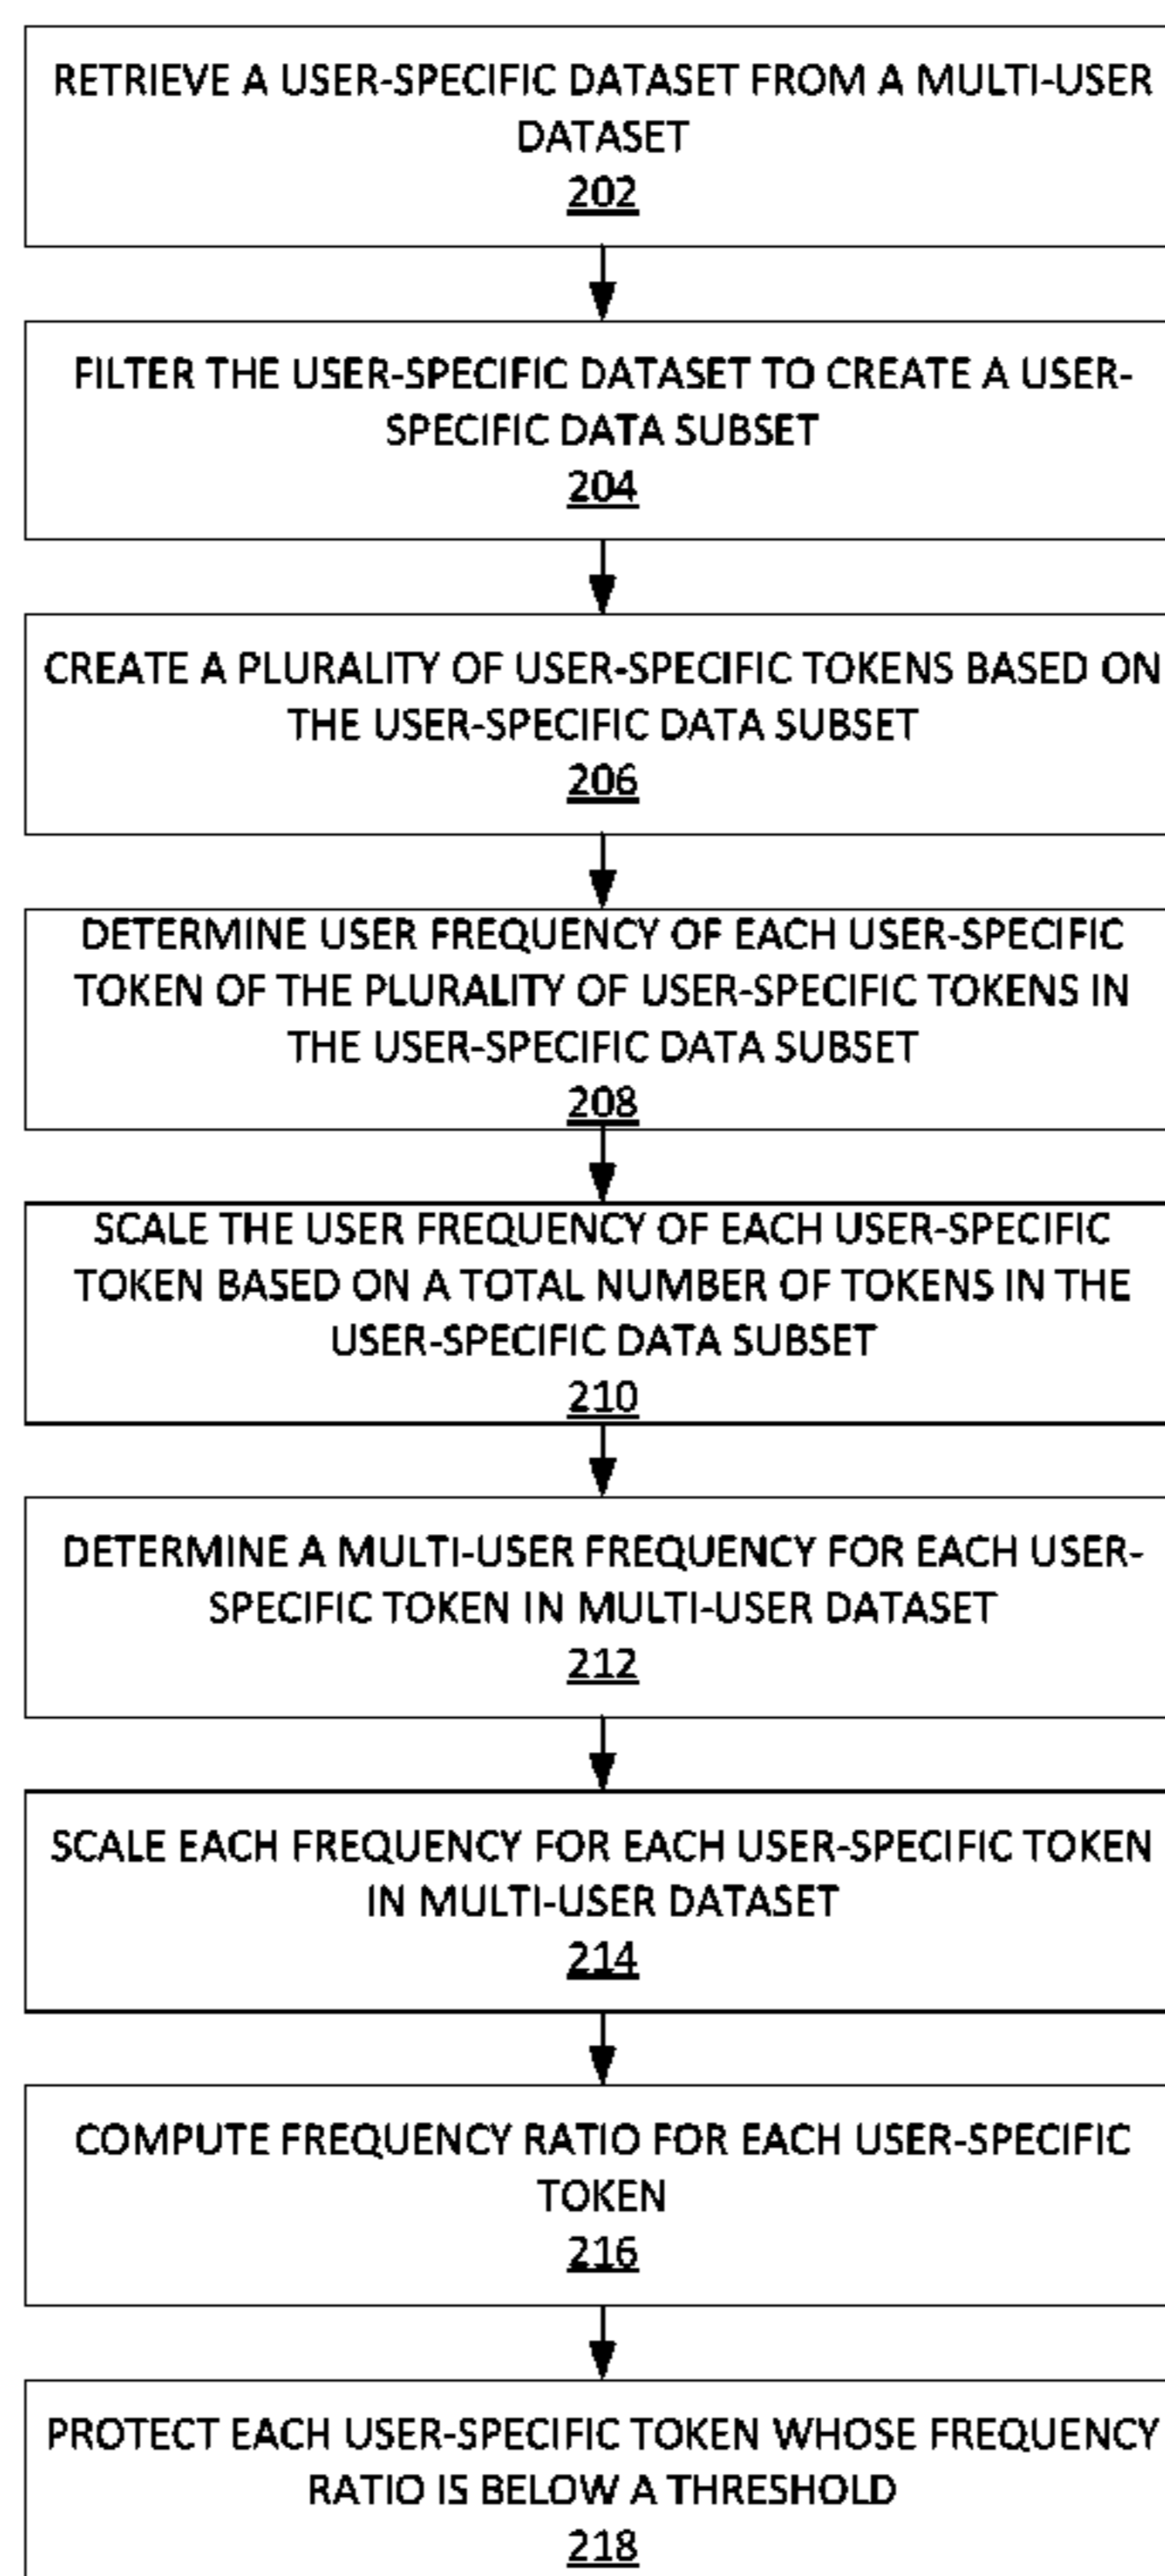 RETRIEVE A USER-SPECIFIC DATASET FROM A MULTI-USER
DATASET
202
FILTER THE USER-SPECIFIC DATASET TO CREATE A USER-
SPECIFIC DATA SUBSET
204
CREATE A PLURALITY OF USER-SPECIFIC TOKENS BASED ON
THE USER-SPECIFIC DATA SUBSET
206
DETERMINE USER FREQUENCY OF EACH USER-SPECIFIC
TOKEN OF THE PLURALITY OF USER-SPECIFIC TOKENS IN
THE USER-SPECIFIC DATA SUBSET
208
SCALE THE USER FREQUENCY OF EACH USER-SPECIFIC
TOKEN BASED ON A TOTAL NUMBER OF TOKENS IN THE
USER-SPECIFIC DATA SUBSET
210
DETERMINE A MULTI-USER FREQUENCY FOR EACH USER-
SPECIFIC TOKEN IN MULTI-USER DATASET
212
SCALE EACH FREQUENCY FOR EACH USER-SPECIFIC TOKEN
IN MULTI-USER DATASET
214
COMPUTE FREQUENCY RATIO FOR EACH USER-SPECIFIC
TOKEN
216
PROTECT EACH USER-SPECIFIC TOKEN WHOSE FREQUENCY
RATIO IS BELOW A THRESHOLD
218